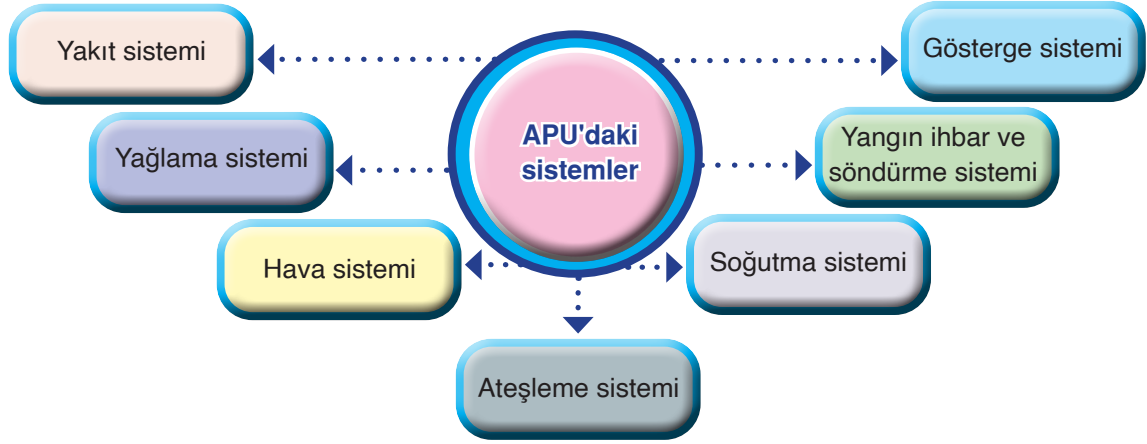 Yakıt sistemi
Gösterge sistemi
APU'daki
sistemler
Yağlama sistemi
Yangın ihbar ve
söndürme sistemi
Hava sistemi
Soğutma sistemi
Ateşleme sistemi